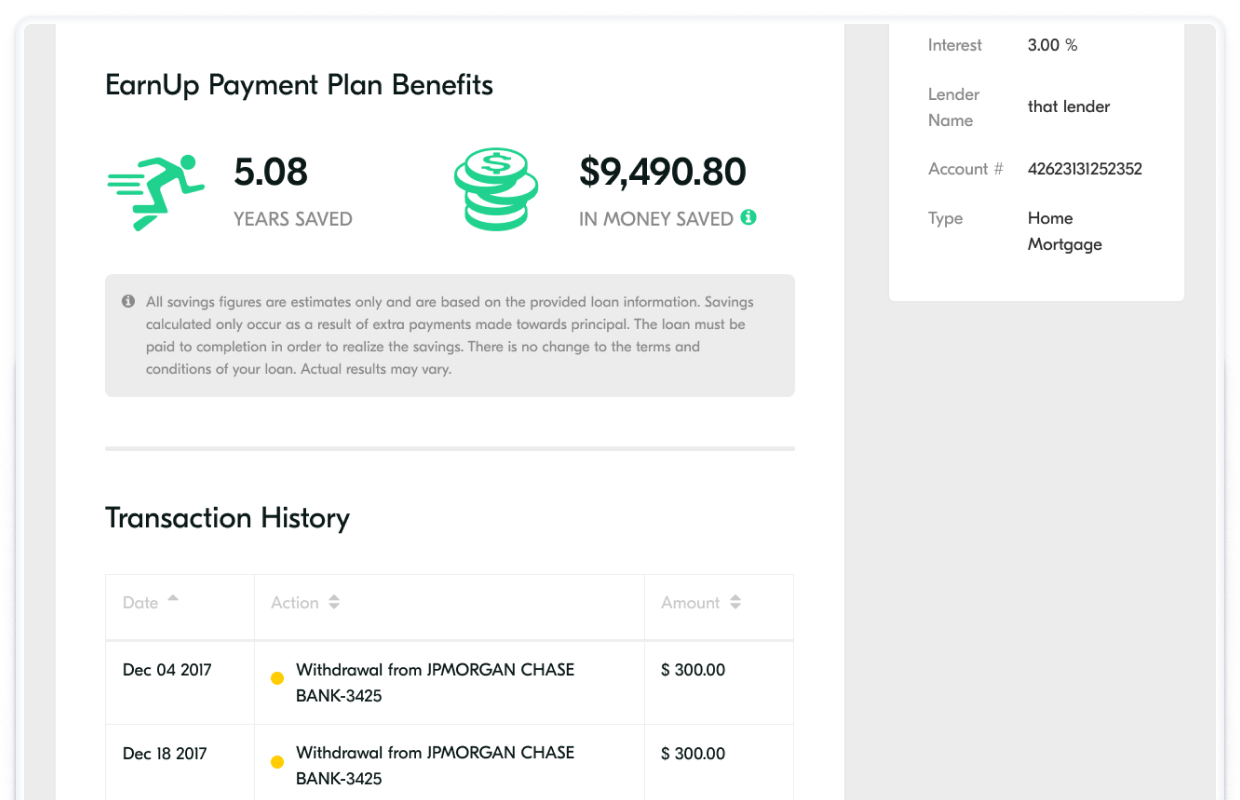 EarnUp Payment Plan Benefits
5.08
YEARS SAVED
$9,490.80
IN MONEY SAVED
All savings figures are estimates only and are based on the provided loan information. Savings
calculated only occur as a result of extra payments made towards principal. The loan must be
paid to completion in order to realize the savings. There is no change to the terms and
conditions of your loan. Actual results may vary.
Transaction History
Date Action Amount
Dec 04 2017 Withdrawal from JPMORGAN CHASE $ 300.00
BANK-3425
Dec 18 2017 Withdrawal from JPMORGAN CHASE $ 300.00
BANK-3425
Interest 3.00 %
Lender
Name
that lender
Account # 42623131252352
Type Home
Mortgage